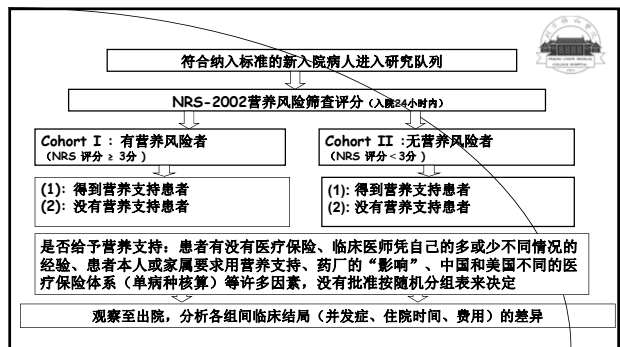 符合纳入标准的新入院病人进入研究队列
NRS-2002营养风险筛查评分（入院24小时内）
Cohort I : 有营养风险者
（NRS 评分 ≥ 3分 ）
Cohort II :无营养风险者
（NRS 评分＜3分 ）
(1): 得到营养支持患者
(2): 没有营养支持患者
(1): 得到营养支持患者
(2): 没有营养支持患者
是否给予营养支持：患者有没有医疗保险、临床医师凭自己的多或少不同情况的
经验、患者本人或家属要求用营养支持、药厂的“影响”、中国和美国不同的医
疗保险体系（单病种核算）等许多因素，没有批准按随机分组表来决定
观察至出院，分析各组间临床结局（并发症、住院时间、费用）的差异
PEKING UNION MEDICAL
COLLEGE HOSPITAL